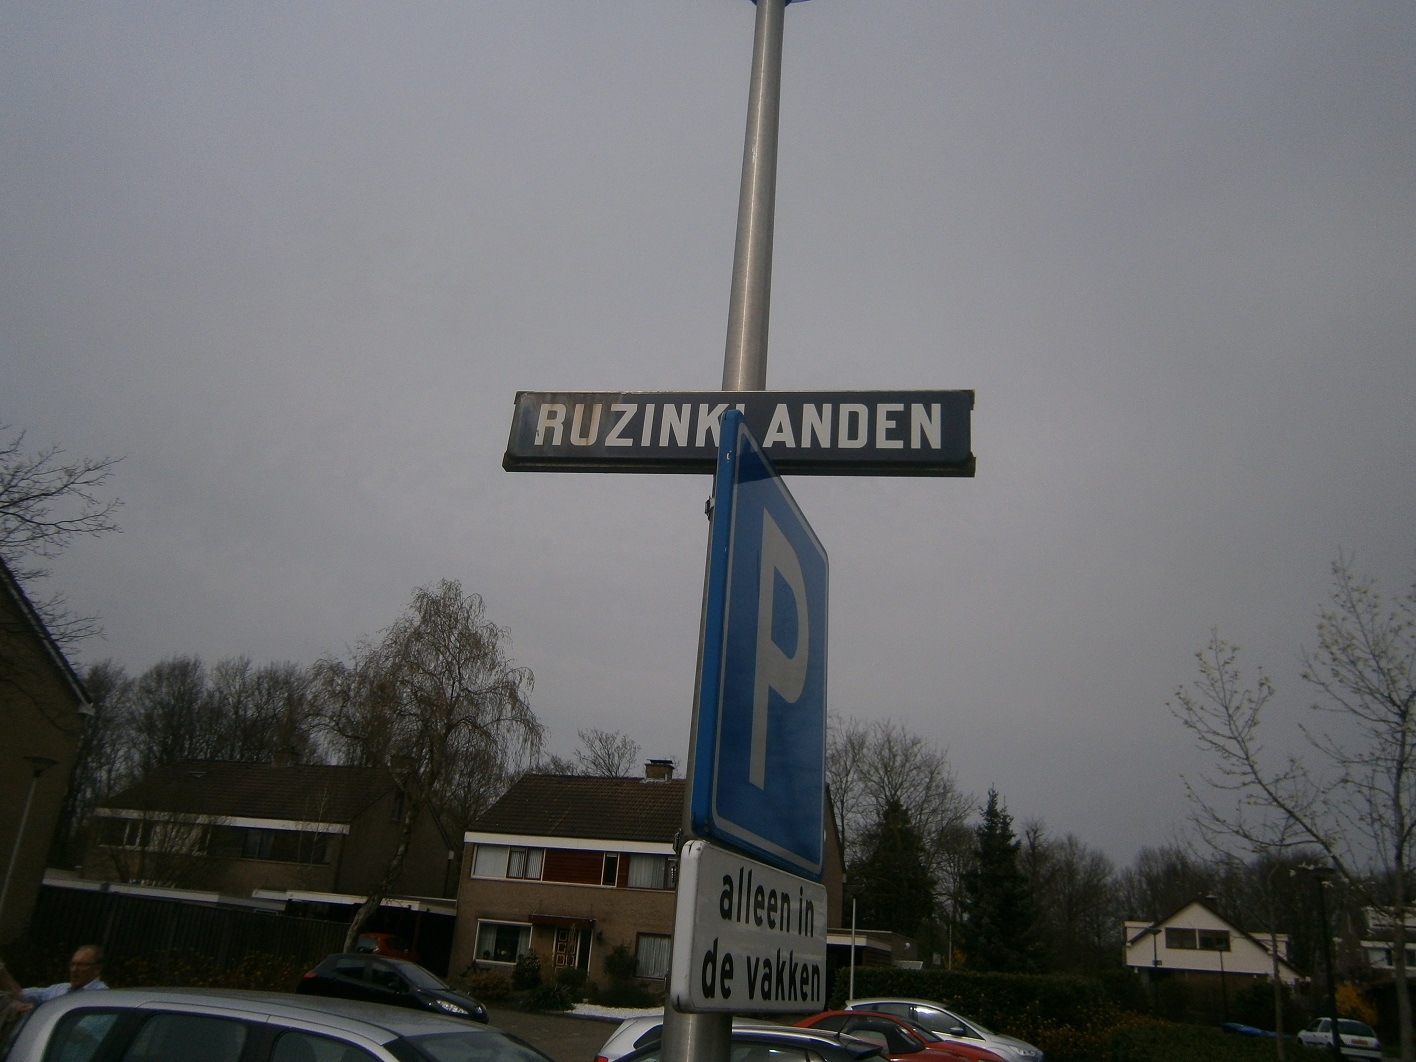 RUZINKLANDEN
P
alleen in
de vakken